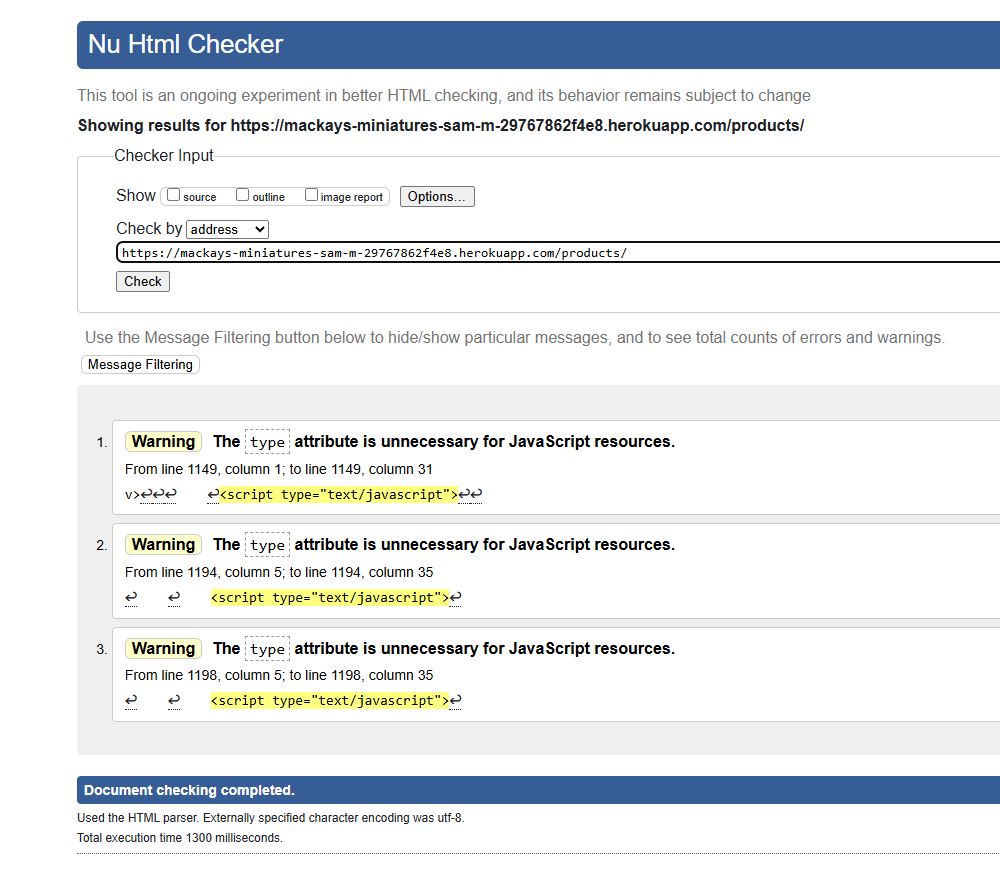 Nu Html Checker
This tool is an ongoing experiment in better HTML checking, and its behavior remains subject to change
Showing results for https://mackays-miniatures-sam-m-29767862f4e8.herokuapp.com/products/
Checker Input
Show source outline image report Options...
Check by address
https://mackays-miniatures-sam-m-29767862f4e8.herokuapp.com/products/
Check
Use the Message Filtering button below to hide/show particular messages, and to see total counts of errors and warnings.
Message Filtering
1. Warning The type attribute is unnecessary for JavaScript resources.
From line 1149, column 1; to line 1149, column 31
v>↩↩↩ ↩<script type="text/javascript">↩↩
2. Warning The type attribute is unnecessary for JavaScript resources.
From line 1194, column 5; to line 1194, column 35
↩ ↩ <script type="text/javascript">↩
3. Warning The type attribute is unnecessary for JavaScript resources.
From line 1198, column 5; to line 1198, column 35
↩ ↩ <script type="text/javascript">↩
Document checking completed.
Used the HTML parser. Externally specified character encoding was utf-8.
Total execution time 1300 milliseconds.